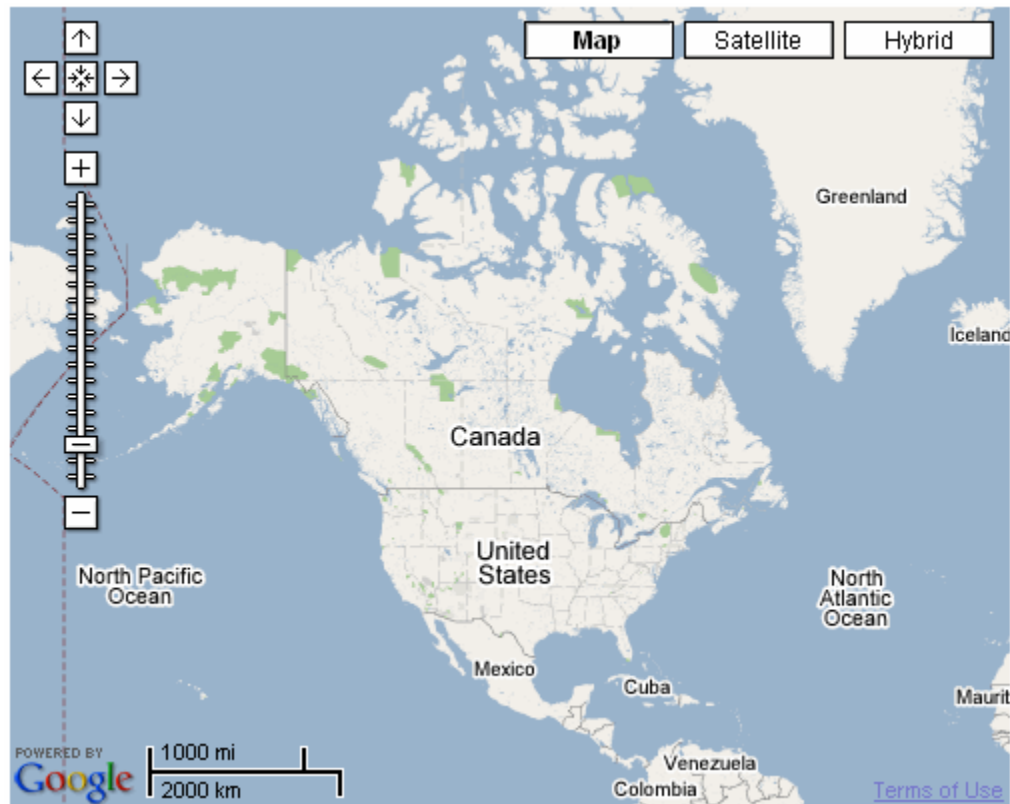 Map
Satellite
Hybrid
Greenland
Iceland
Canada
United
States
North Pacific
Ocean
North
Atlantic
Ocean
Mexico
Cuba
Maurit
Venezuela
Colombia
POWERED BY
Google
1000 mi
2000 km
Terms of Use